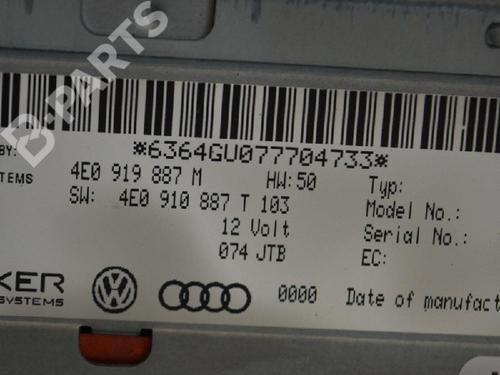 B-PARTS
*6364GU077704733*
BY:
TEMS 4E0 919 887 M HW:50 Typ:
SW: 4E0 910 887 T 103 Model No.:
12 Volt Serial No.:
074 JTB EC:
KER
SYSTEMS
0000 Date of manufact